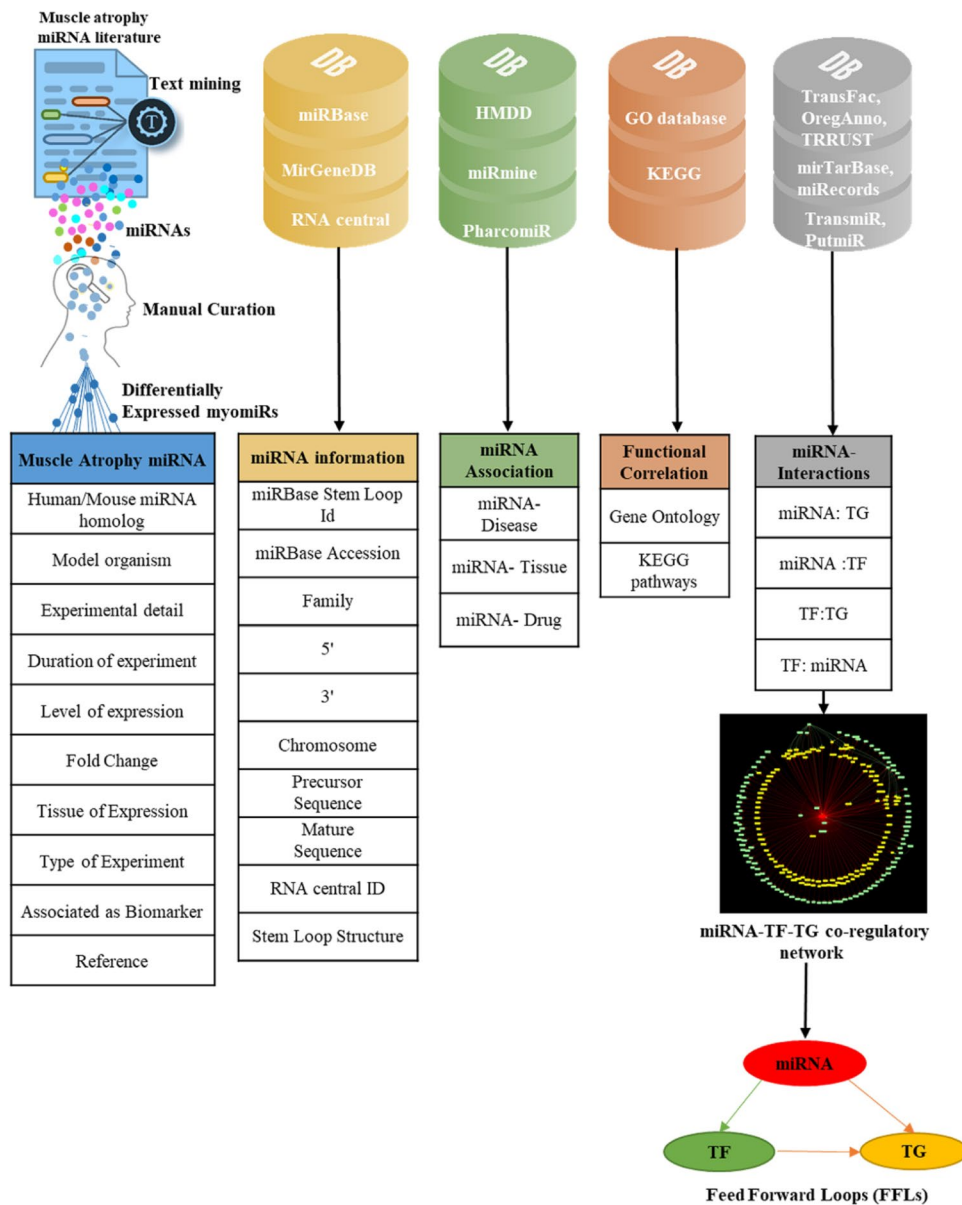 Muscle atrophy
miRNA literature
Text mining
T
miRNAs
Manual Curation
Differentially
Expressed myomiRs
DB
miRBase
MirGeneDB
RNA central
DB
HMDD
miRmine
PharcomiR
DB
GO database
KEGG
DB
TransFac,
OregAnno,
TRRUST
mirTarBase,
miRecords
TransmiR,
PutmiR
Muscle Atrophy miRNA
Human/Mouse miRNA
homolog
Model organism
Experimental detail
Duration of experiment
Level of expression
Fold Change
Tissue of Expression
Type of Experiment
Associated as Biomarker
Reference
miRNA information
miRBase Stem Loop
Id
miRBase Accession
Family
5'
3'
Chromosome
Precursor
Sequence
Mature
Sequence
RNA central ID
Stem Loop Structure
miRNA
Association
miRNA-
Disease
miRNA- Tissue
miRNA- Drug
Functional
Correlation
Gene Ontology
KEGG
pathways
miRNA-
Interactions
miRNA: TG
miRNA :TF
TF:TG
TF: miRNA
miRNA-TF-TG co-regulatory
network
miRNA
TF
TG
Feed Forward Loops (FFLs)